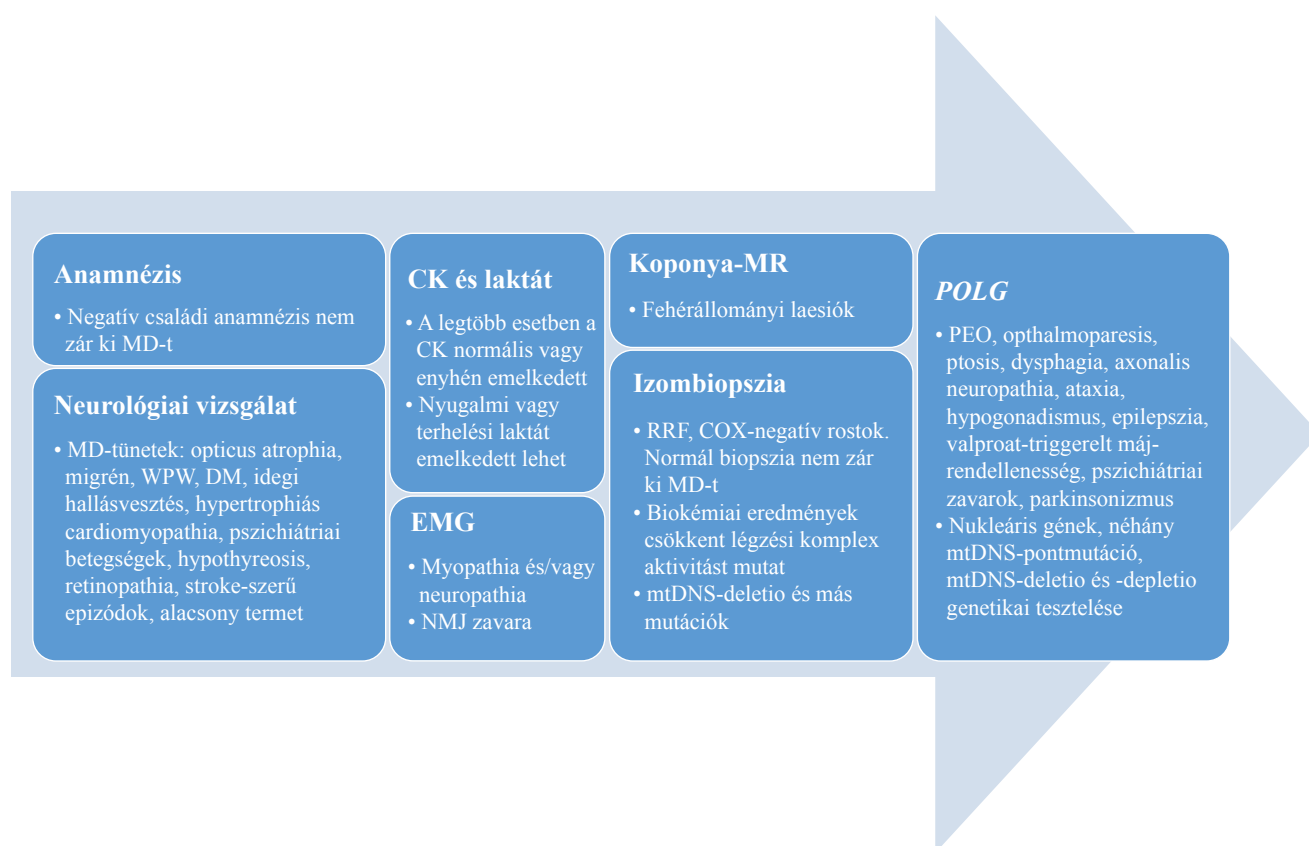 Anamnézis
• Negatív családi anamnézis nem
zár ki MD-t
Neurológiai vizsgálat
• MD-tünetek: opticus atrophia,
migrén, WPW, DM, idegi
hallásvesztés, hypertrophiás
cardiomyopathia, pszichiátriai
betegségek, hypothyreosis,
retinopathia, stroke-szerű
epizódok, alacsony termet
CK és laktát
• A legtöbb esetben a
CK normális vagy
enyhén emelkedett
• Nyugalmi vagy
terhelési laktát
emelkedett lehet
EMG
• Myopathia és/vagy
neuropathia
• NMJ zavara
Koponya-MR
• Fehérállományi laesiók
Izombiopszia
• RRF, COX-negatív rostok.
Normál biopszia nem zár
ki MD-t
• Biokémiai eredmények
csökkent légzési komplex
aktivitást mutat
• mtDNS-deletio és más
mutációk
POLG
• PEO, opthalmoparesis,
ptosis, dysphagia, axonalis
neuropathia, ataxia,
hypogonadismus, epilepszia,
valproat-triggerelt máj-
rendellenesség, pszichiátriai
zavarok, parkinsonizmus
• Nukleáris gének, néhány
mtDNS-pontmutáció,
mtDNS-deletio és -depletio
genetikai tesztelése